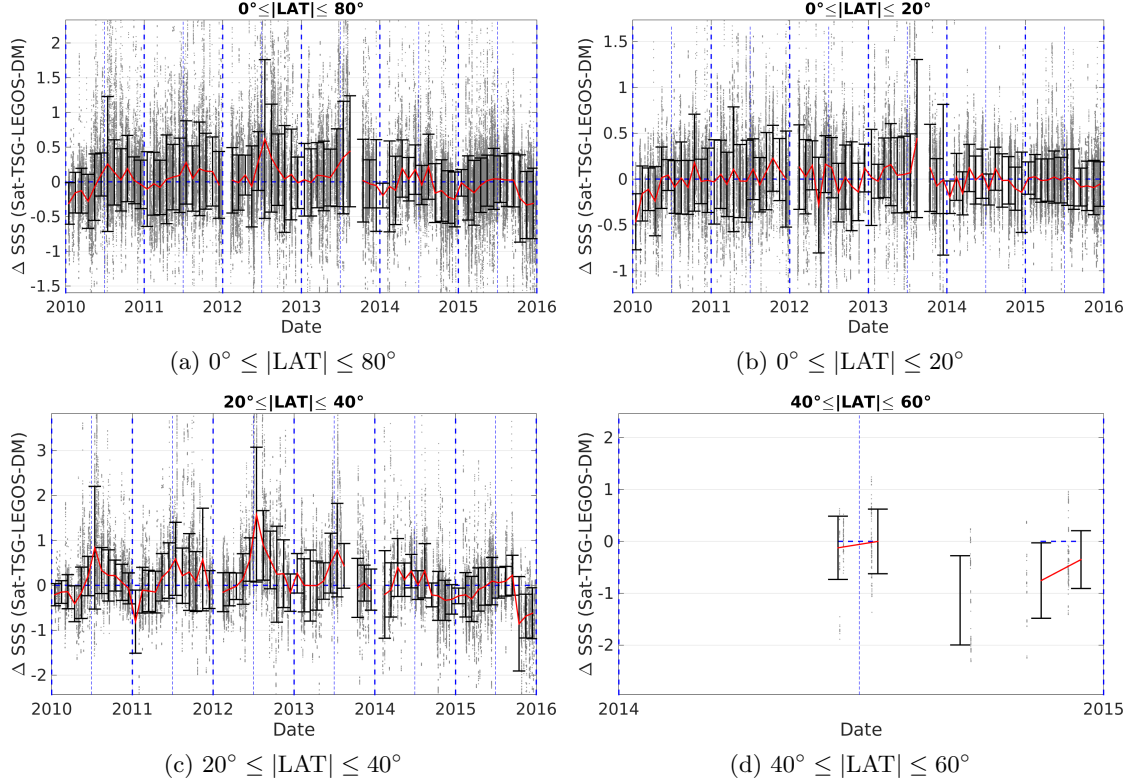 0°≤|LAT|≤ 80°
Δ SSS (Sat-TSG-LEGOS-DM)
2
1.5
1
0.5
0
-0.5
-1
-1.5
2010 2011 2012 2013 2014 2015 2016
Date
(a) 0° ≤ |LAT| ≤ 80°
0°≤|LAT|≤ 20°
Δ SSS (Sat-TSG-LEGOS-DM)
1.5
1
0.5
0
-0.5
-1
2010 2011 2012 2013 2014 2015 2016
Date
(b) 0° ≤ |LAT| ≤ 20°
20°≤|LAT|≤ 40°
Δ SSS (Sat-TSG-LEGOS-DM)
3
2
1
0
-1
-2
2010 2011 2012 2013 2014 2015 2016
Date
(c) 20° ≤ |LAT| ≤ 40°
40°≤|LAT|≤ 60°
Δ SSS (Sat-TSG-LEGOS-DM)
2
1
0
-1
-2
2014 2015
Date
(d) 40° ≤ |LAT| ≤ 60°